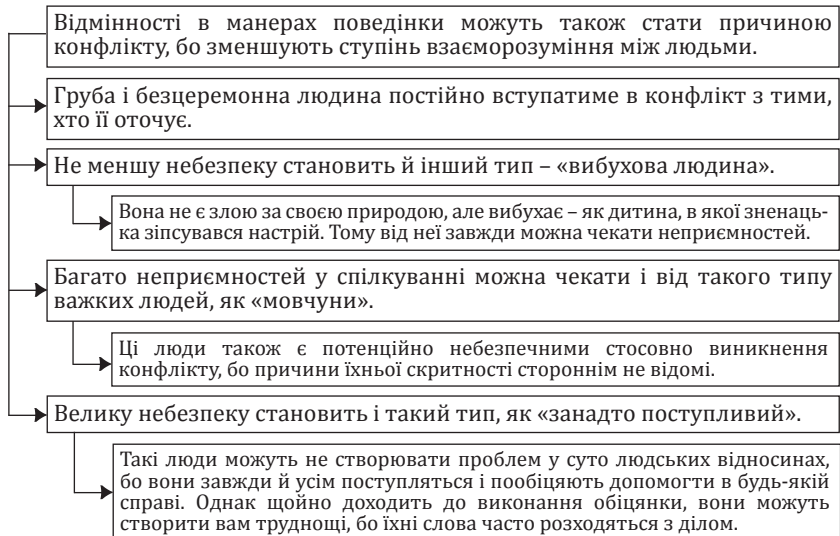 Відмінності в манерах поведінки можуть також стати причиною
конфлікту, бо зменшують ступінь взаєморозуміння між людьми.
Груба і безцеремонна людина постійно вступатиме в конфлікт з тими,
хто її оточує.
Не меншу небезпеку становить й інший тип – «вибухова людина».
Вона не є злою за своєю природою, але вибухає – як дитина, в якої зненаць-
ка зіпсувався настрій. Тому від неї завжди можна чекати неприємностей.
Багато неприємностей у спілкуванні можна чекати і від такого типу
важких людей, як «мовчуни».
Ці люди також є потенційно небезпечними стосовно виникнення
конфлікту, бо причини їхньої скритності стороннім не відомі.
Велику небезпеку становить і такий тип, як «занадто поступливий».
Такі люди можуть не створювати проблем у суто людських відносинах,
бо вони завжди й усім поступляться і пообіцяють допомогти в будь-якій
справі. Однак щойно доходить до виконання обіцянки, вони можуть
створити вам труднощі, бо їхні слова часто розходяться з ділом.